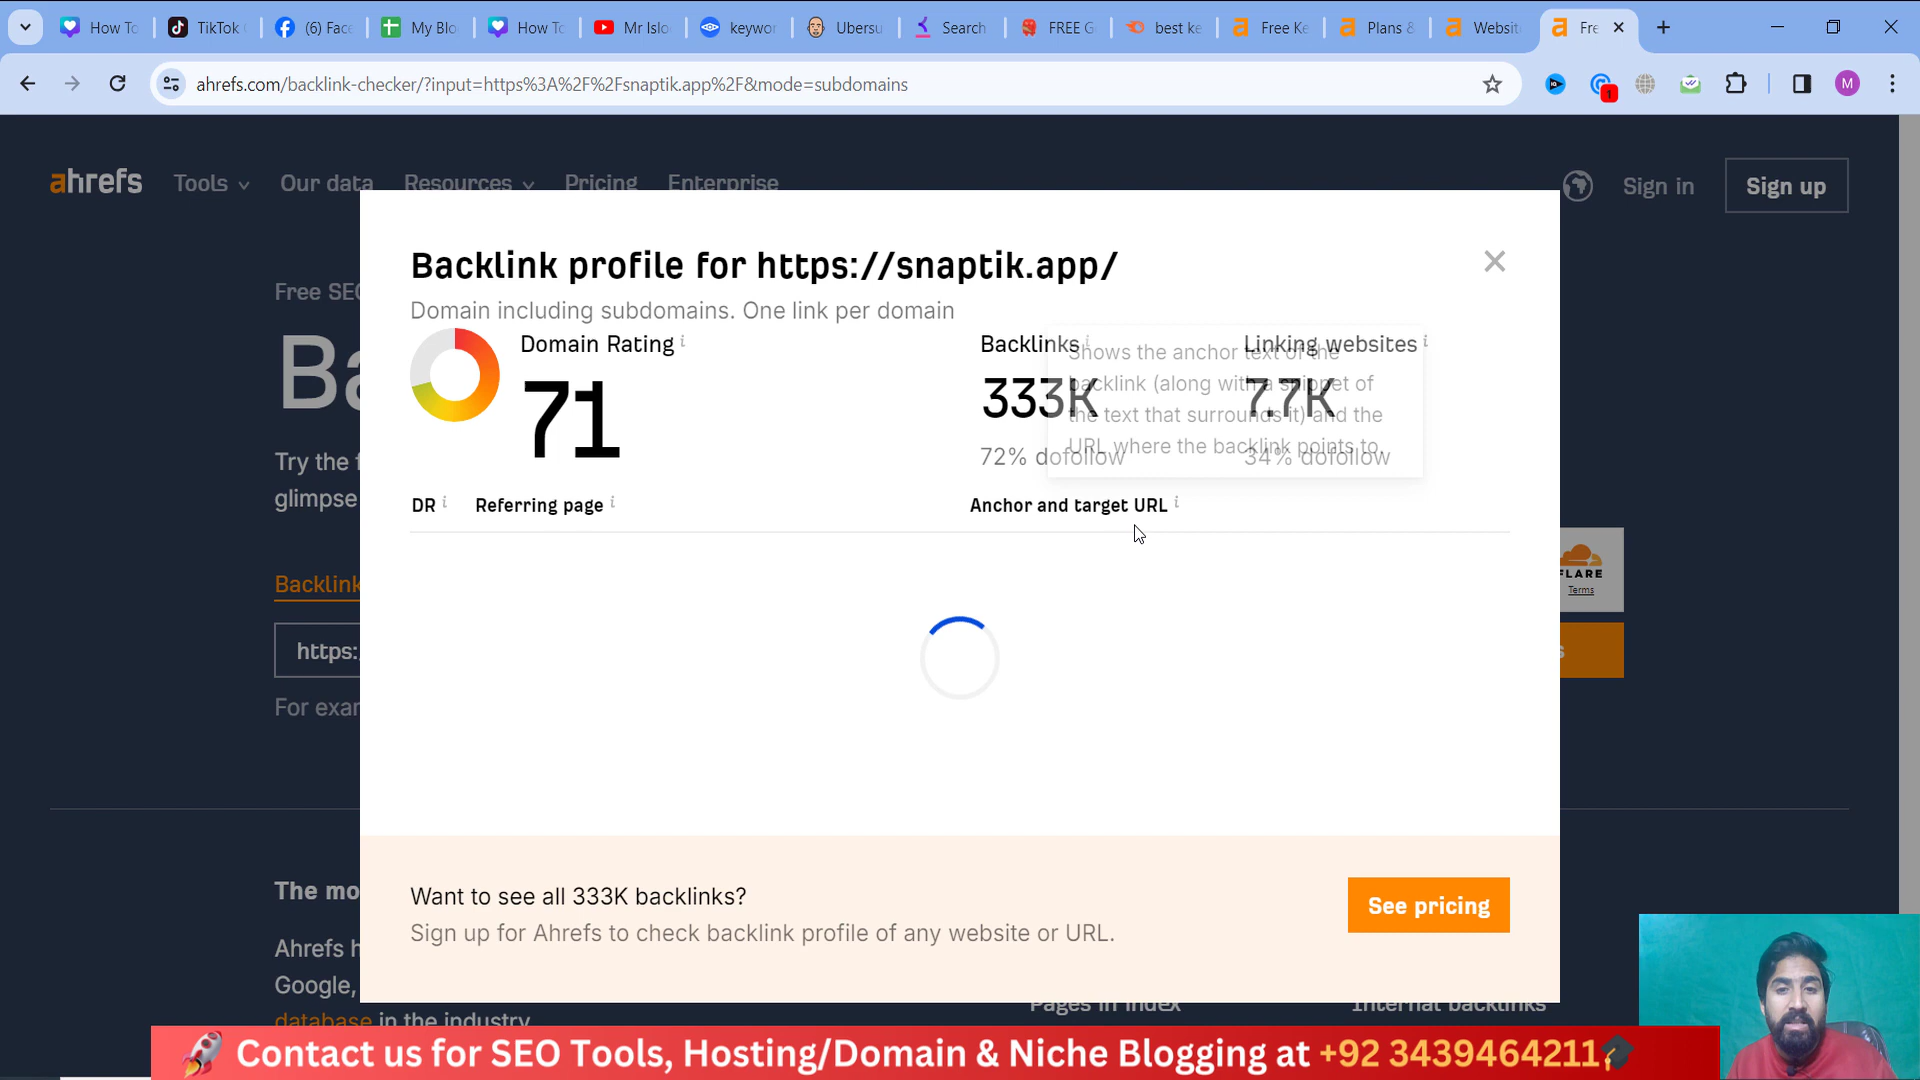 How To
TikTok
(6) Face
My Blo
How To
Mr Islo
keywor
Ubersu
Search
FREE G
best ke
Free Ke
Plans &
Website
Fre
ahrefs.com/backlink-checker/?input=https%3A%2F%2Fsnaptik.app%2F&mode=subdomains
1
M
ahrefs
Tools
Our data
Resources
Pricing
Enterprise
Sign in
Sign up
Free SEO
Ba
Try the f
glimpse
Backlink
https:
For exar
Backlink profile for https://snaptik.app/
Domain including subdomains. One link per domain
Domain Rating i
71
Backlinks i
333K
72% dofollow
Linking websites i
7.7K
34% dofollow
Shows the anchor text of the
backlink (along with a snippet of
the text that surrounds it) and the
URL where the backlink points to.
DR i
Referring page i
Anchor and target URL i
FLARE
Terms
s
Want to see all 333K backlinks?
Sign up for Ahrefs to check backlink profile of any website or URL.
See pricing
The mo
Ahrefs h
Google,
database in the industry
Pages in index
Internal backlinks
Contact us for SEO Tools, Hosting/Domain & Niche Blogging at +92 3439464211